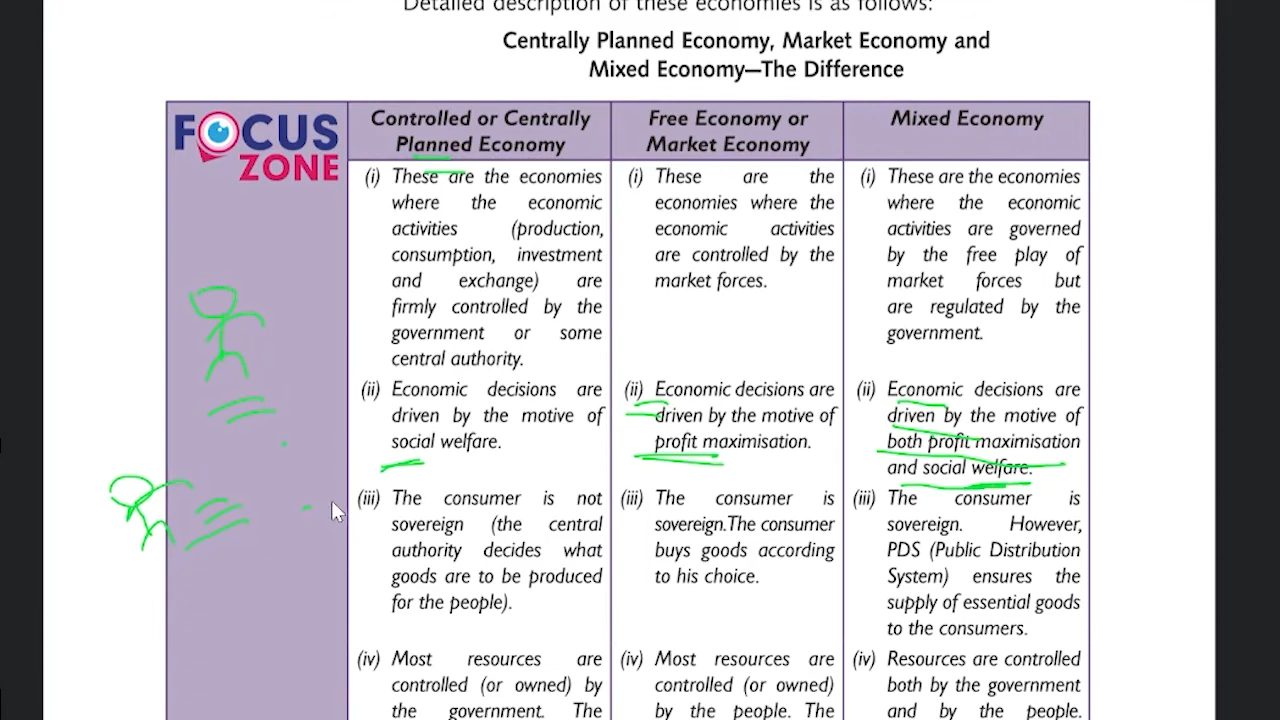 Detailed description of these economies is as follows:
Centrally Planned Economy, Market Economy and
Mixed Economy—The Difference
FOCUS
ZONE
Controlled or Centrally
Planned Economy
(i) These are the economies
where the economic
activities (production,
consumption, investment
and exchange) are
firmly controlled by the
government or some
central authority.
(ii) Economic decisions are
driven by the motive of
social welfare.
(iii) The consumer is not
sovereign (the central
authority decides what
goods are to be produced
for the people).
(iv) Most resources are
controlled (or owned) by
the government. The
Free Economy or
Market Economy
(i) These are the
economies where the
economic activities
are controlled by the
market forces.
(ii) Economic decisions are
driven by the motive of
profit maximisation.
(iii) The consumer is
sovereign.The consumer
buys goods according
to his choice.
(iv) Most resources are
controlled (or owned)
by the people. The
Mixed Economy
(i) These are the economies
where the economic
activities are governed
by the free play of
market forces but
are regulated by the
government.
(ii) Economic decisions are
driven by the motive of
both profit maximisation
and social welfare.
(iii) The consumer is
sovereign. However,
PDS (Public Distribution
System) ensures the
supply of essential goods
to the consumers.
(iv) Resources are controlled
both by the government
and by the people.